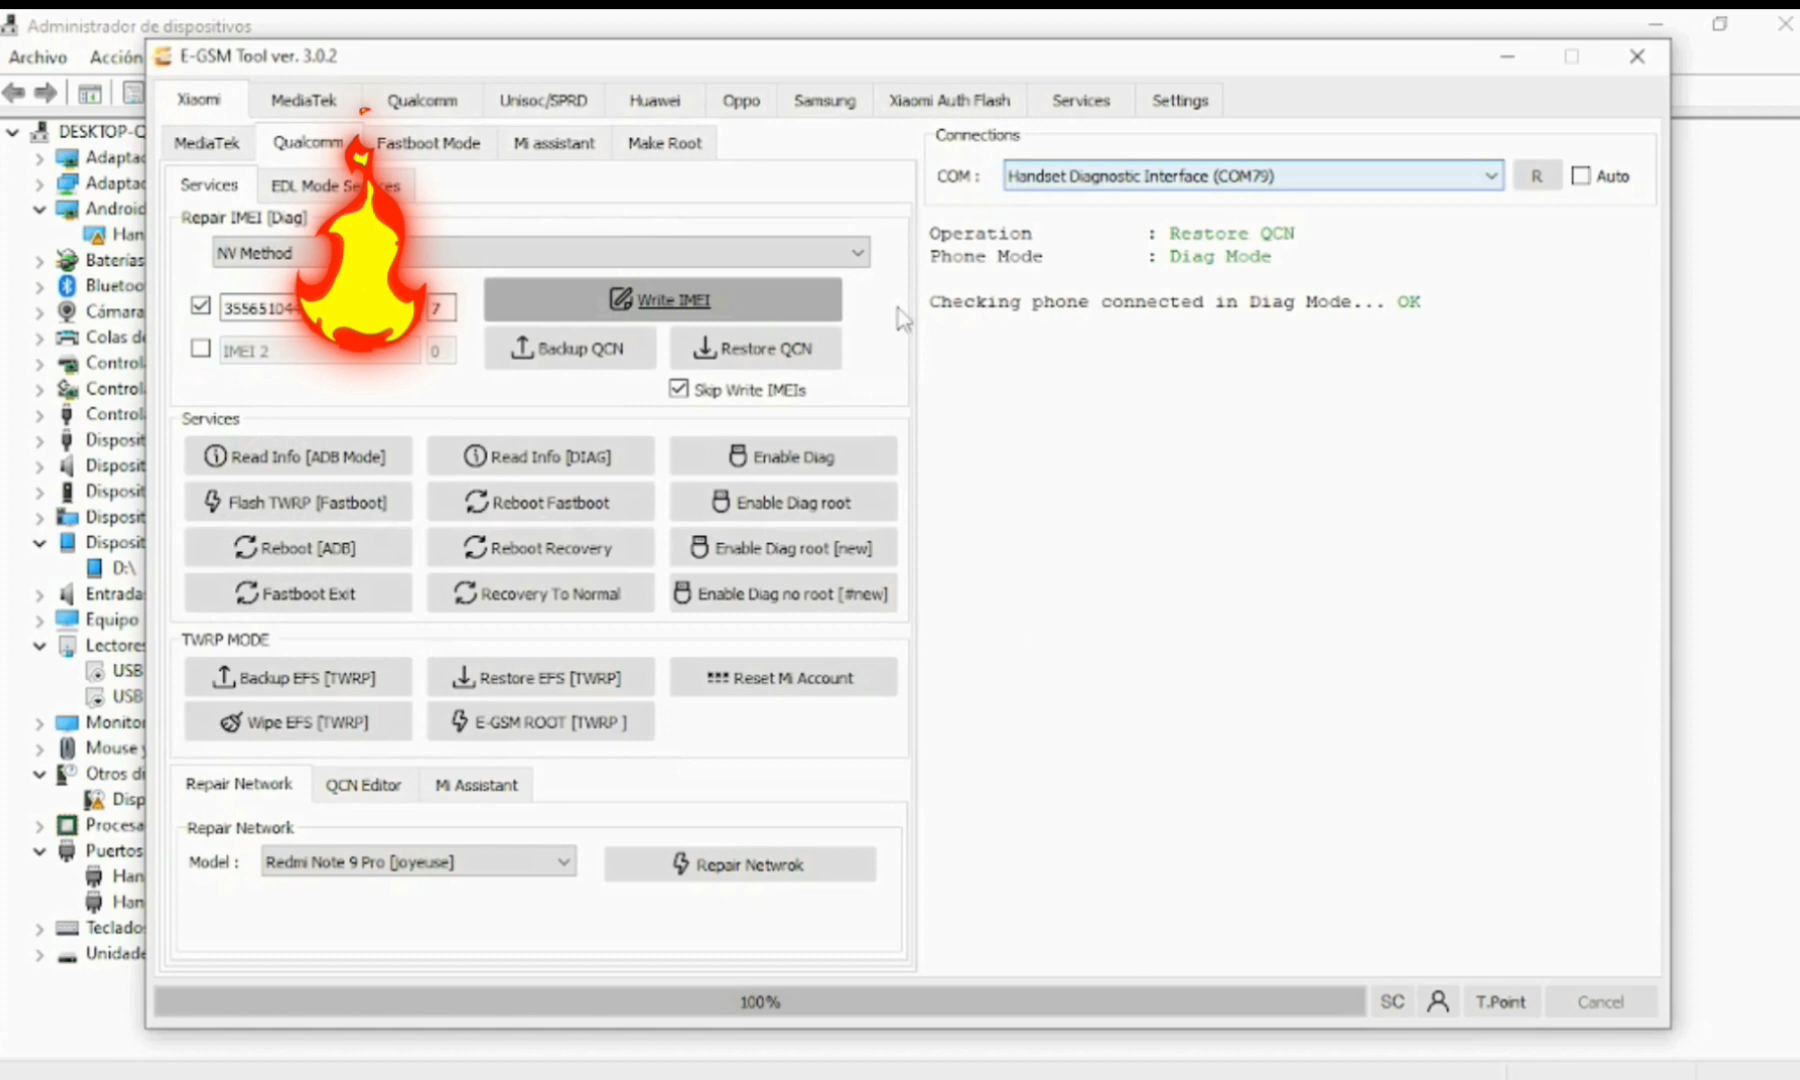 Administrador de dispositivos
Archivo Acción
E-GSM Tool ver. 3.0.2
Xiaomi MediaTek Qualcomm Unisoc/SPRD Huawei Oppo Samsung Xiaomi Auth Flash Services Settings
MediaTek Qualcomm Fastboot Mode Mi assistant Make Root
Services EDL Mode
Repair IMEI [Diag]
NV Method
7
Write IMEI
IMEI 2 0
Backup QCN Restore QCN
Skip Write IMEIs
Services
Read Info [ADB Mode] Read Info [DIAG] Enable Diag
Flash TWRP [Fastboot] Reboot Fastboot Enable Diag root
Reboot [ADB] Reboot Recovery Enable Diag root [new]
Fastboot Exit Recovery To Normal Enable Diag no root [#new]
TWRP MODE
Backup EFS [TWRP] Restore EFS [TWRP] Reset Mi Account
Wipe EFS [TWRP] E-GSM ROOT [TWRP ]
Repair Network QCN Editor Mi Assistant
Repair Network
Model : Redmi Note 9 Pro [joyeuse] Repair Netwrok
Connections
COM : Handset Diagnostic Interface (COM79) R Auto
Operation : Restore QCN
Phone Mode : Diag Mode
Checking phone connected in Diag Mode... OK
100% SC T.Point Cancel
DESKTOP-Q
Adaptac
Adaptac
Android
Han
Baterías
Bluetoo
Cámara
Colas de
Control
Control
Control
Disposit
Disposit
Disposit
Disposit
Disposit
D:\
Entrada
Equipo
Lectores
USB
USB
Monitor
Mouse y
Otros di
Disp
Procesa
Puertos
Han
Han
Teclados
Unidade